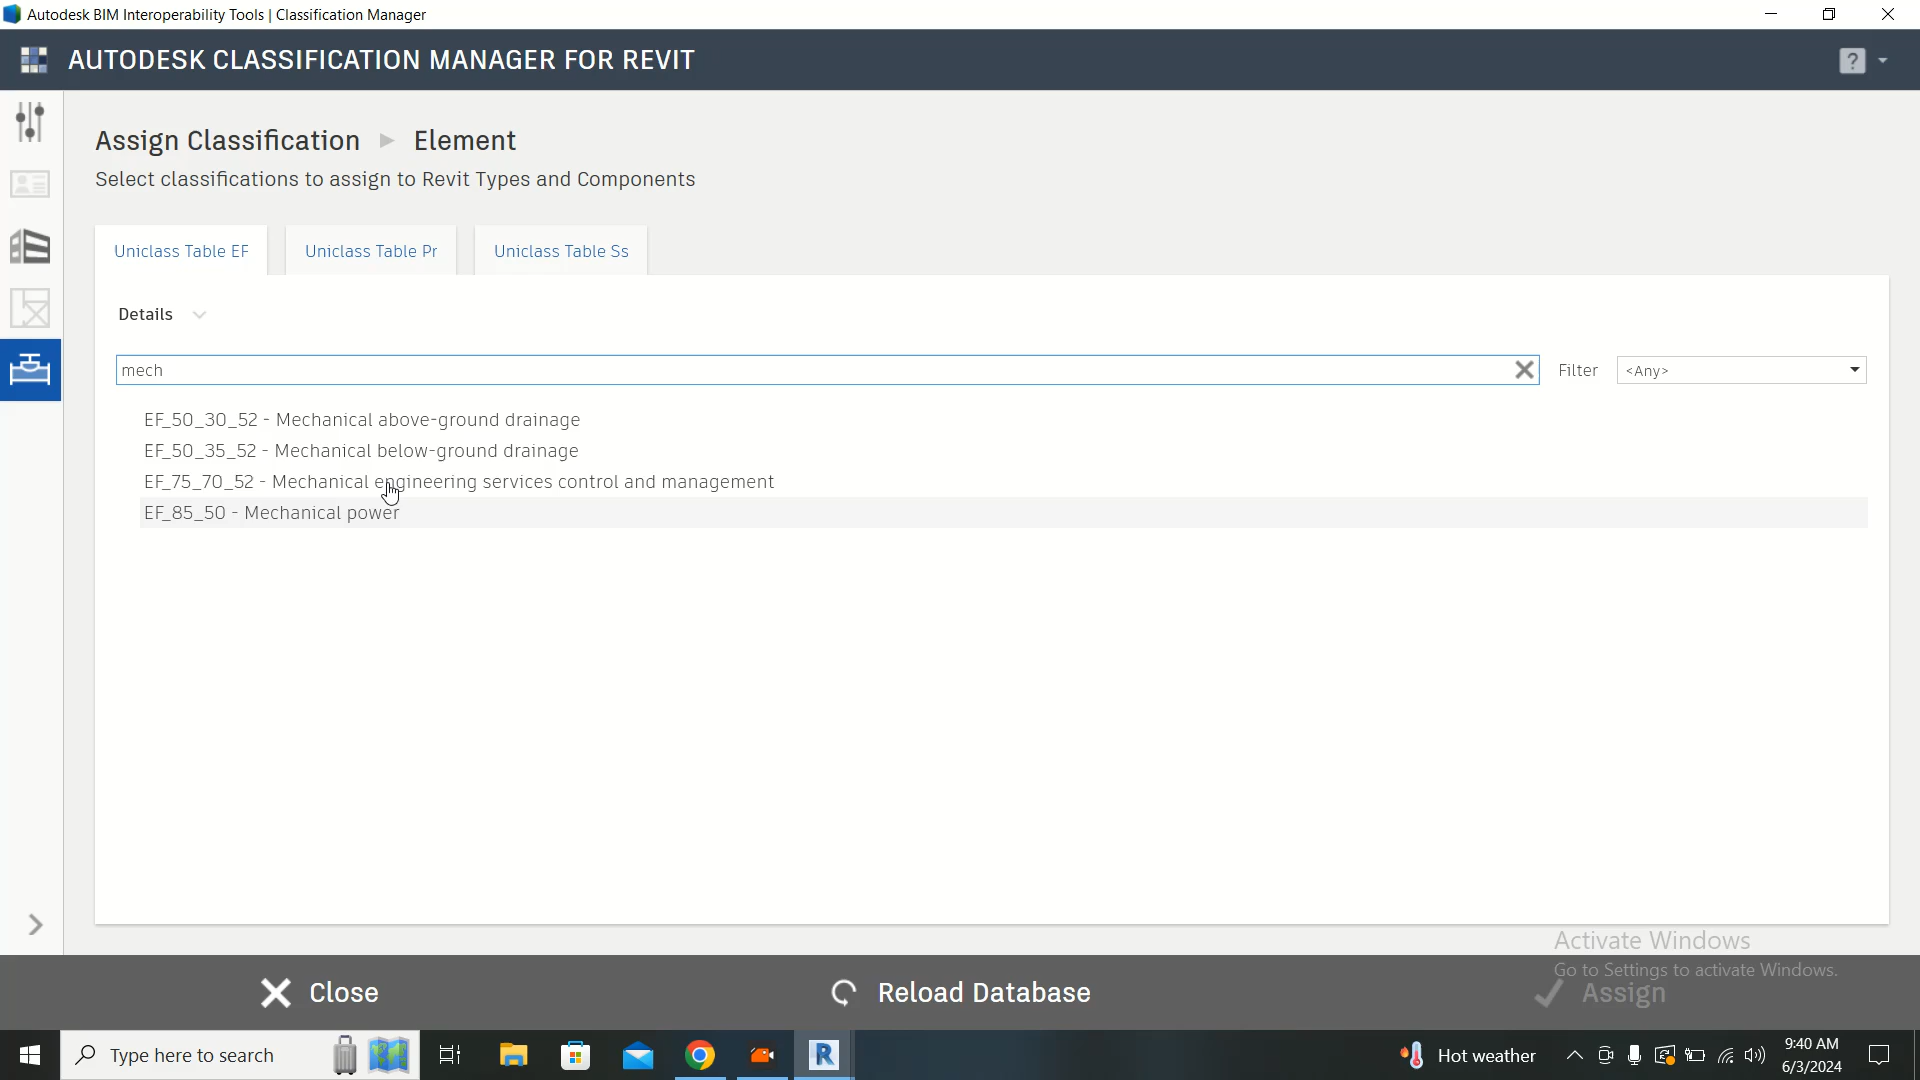 Autodesk BIM Interoperability Tools | Classification Manager
AUTODESK CLASSIFICATION MANAGER FOR REVIT
?
Assign Classification Element
Select classifications to assign to Revit Types and Components
Uniclass Table EF
Uniclass Table Pr
Uniclass Table Ss
Details
mech
Filter
<Any>
EF_50_30_52 - Mechanical above-ground drainage
EF_50_35_52 - Mechanical below-ground drainage
EF_75_70_52 - Mechanical engineering services control and management
EF_85_50 - Mechanical power
Activate Windows
Go to Settings to activate Windows.
Close
Reload Database
Assign
Type here to search
R
Hot weather
9:40 AM
6/3/2024